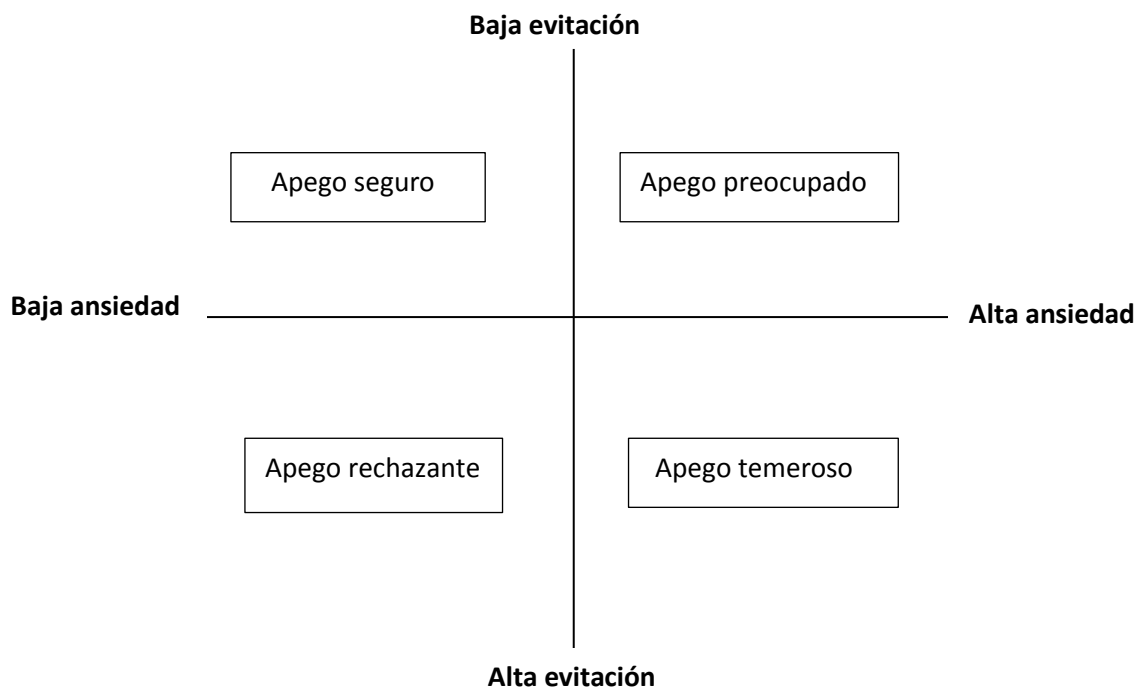 Baja evitación
Apego seguro
Apego preocupado
Baja ansiedad
Alta ansiedad
Apego rechazante
Apego temeroso
Alta evitación